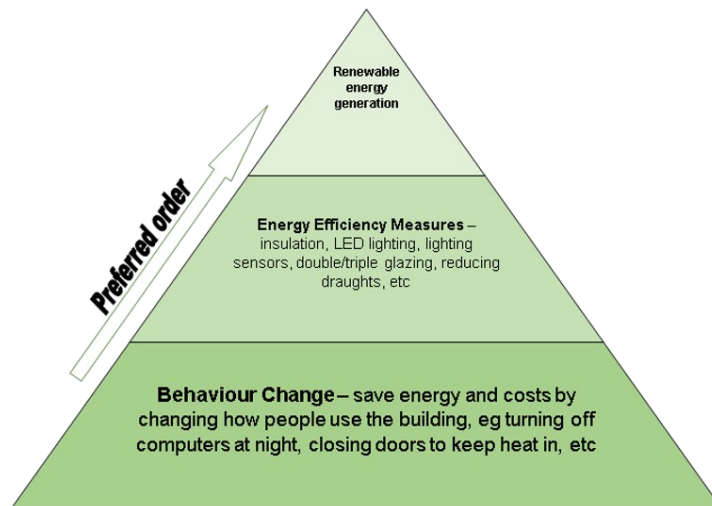 Renewable
energy
generation
Preferred order
Energy Efficiency Measures –
insulation, LED lighting, lighting
sensors, double/triple glazing, reducing
draughts, etc
Behaviour Change – save energy and costs by
changing how people use the building, eg turning off
computers at night, closing doors to keep heat in, etc